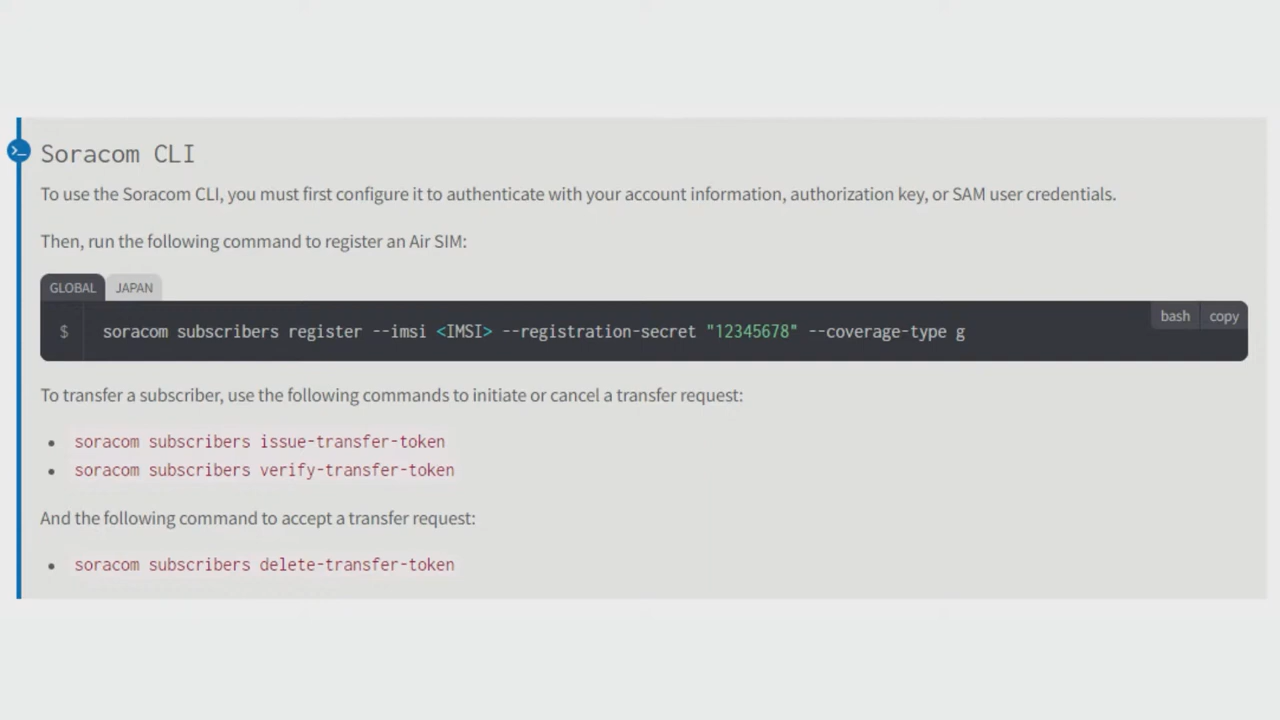 Soracom CLI
To use the Soracom CLI, you must first configure it to authenticate with your account information, authorization key, or SAM user credentials.
Then, run the following command to register an Air SIM:
GLOBAL JAPAN
bash copy
$ soracom subscribers register --imsi <IMSI> --registration-secret "12345678" --coverage-type g
To transfer a subscriber, use the following commands to initiate or cancel a transfer request:
• soracom subscribers issue-transfer-token
• soracom subscribers verify-transfer-token
And the following command to accept a transfer request:
• soracom subscribers delete-transfer-token